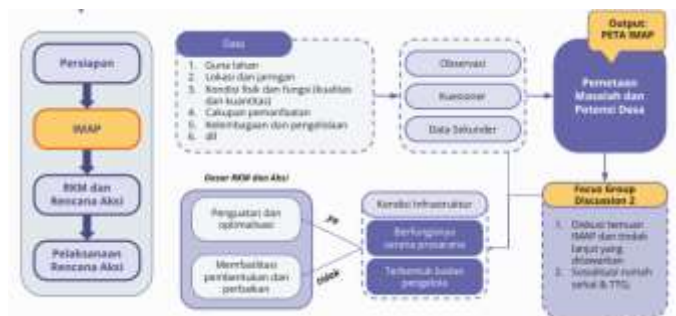 Persiapan
IMAP
RKM dan
Rencana Aksi
Pelaksanaan
Rencana Aksi
Data
1. Guna lahan
2. Lokasi dan jaringan
3. Kondisi fisik dan fungsi (kualitas
dan kuantitas)
4. Cakupan pemanfaatan
5. Kelembagaan dan pengelolaan
6. dll
Observasi
Kuesioner
Data Sekunder
Output:
PETA IMAP
Pemetaan
Masalah dan
Potensi Desa
Focus Group
Discussion 2
1. Diskusi temuan
IMAP dan tindak
lanjut yang
ditawarkan
2. Sosialisasi rumah
sehat & TTG
Kondisi Infrastruktur
Berfungsinya
sarana prasarana
Terbentuk badan
pengelola
Ya
Tidak
Dasar RKM dan Aksi
Penguatan dan
optimalisasi
Memfasilitasi
pembentukan dan
perbaikan